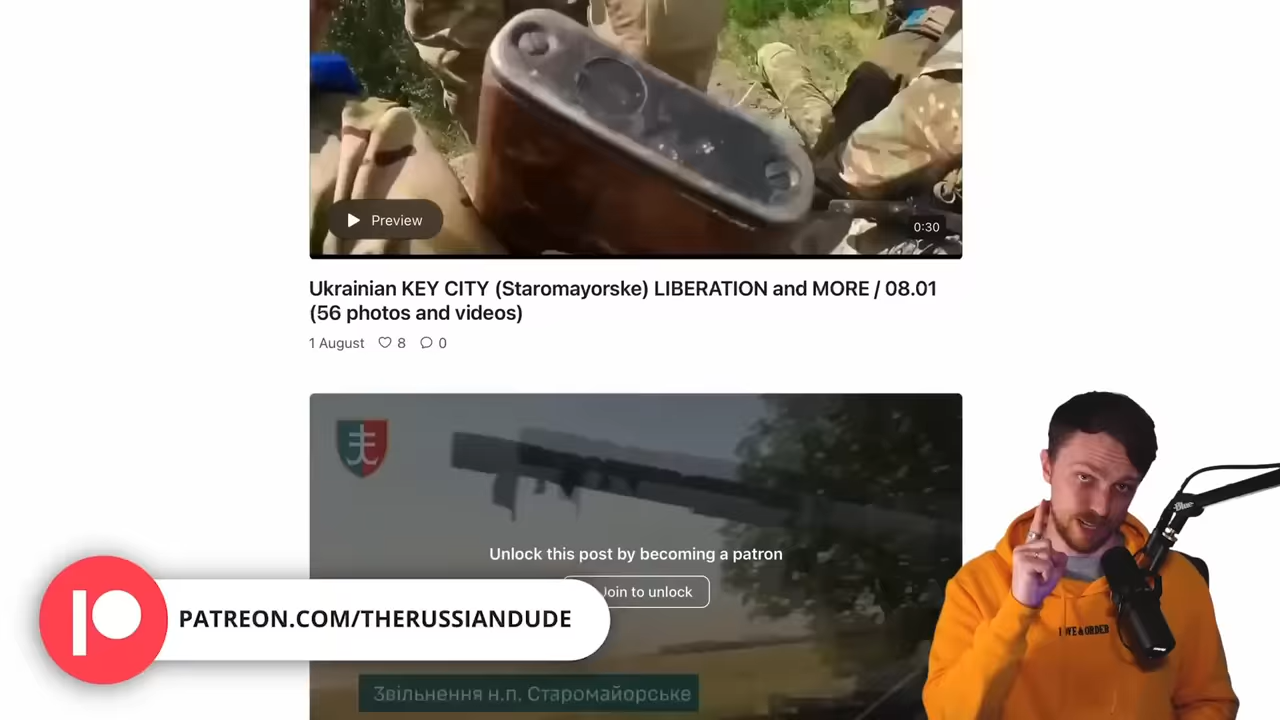 Preview
0:30
Ukrainian KEY CITY (Staromayorske) LIBERATION and MORE / 08.01
(56 photos and videos)
1 August 8 0
Unlock this post by becoming a patron
Join to unlock
PATREON.COM/THERUSSIANDUDE
& ORDER
Звільнення н.п. Старомайорське